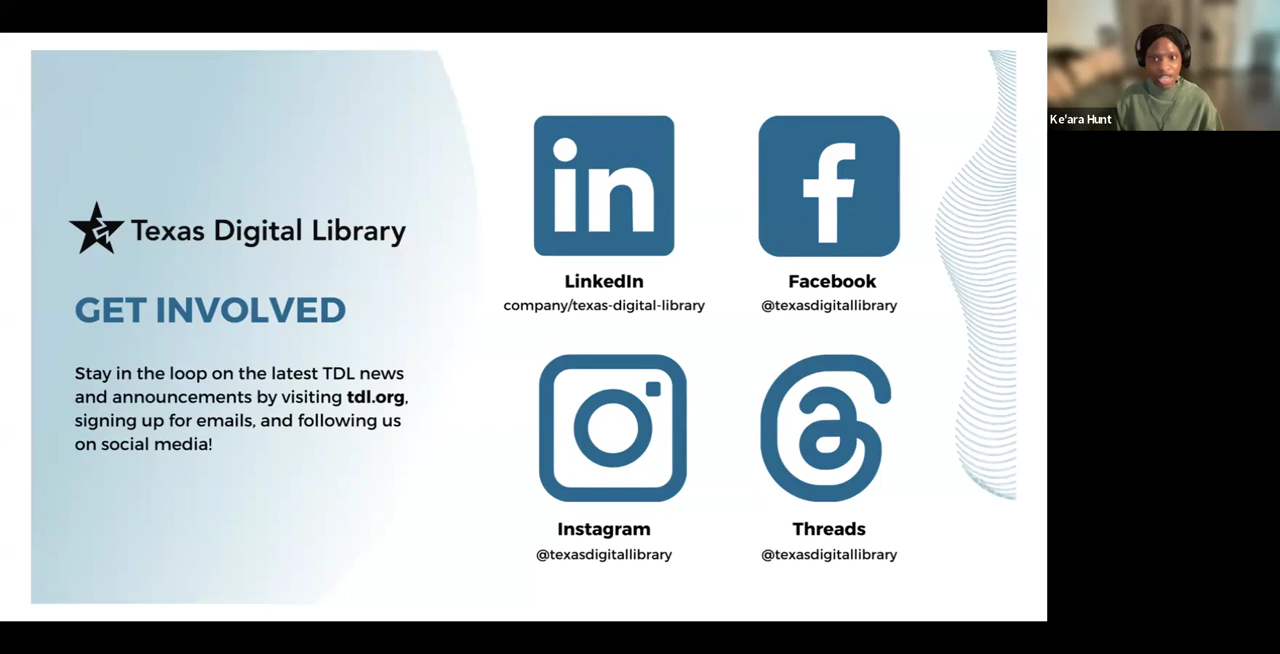 Texas Digital Library
GET INVOLVED
Stay in the loop on the latest TDL news
and announcements by visiting tdl.org,
signing up for emails, and following us
on social media!
in
LinkedIn
company/texas-digital-library
f
Facebook
@texasdigitallibrary
Instagram
@texasdigitallibrary
Threads
@texasdigitallibrary
Ke'ara Hunt